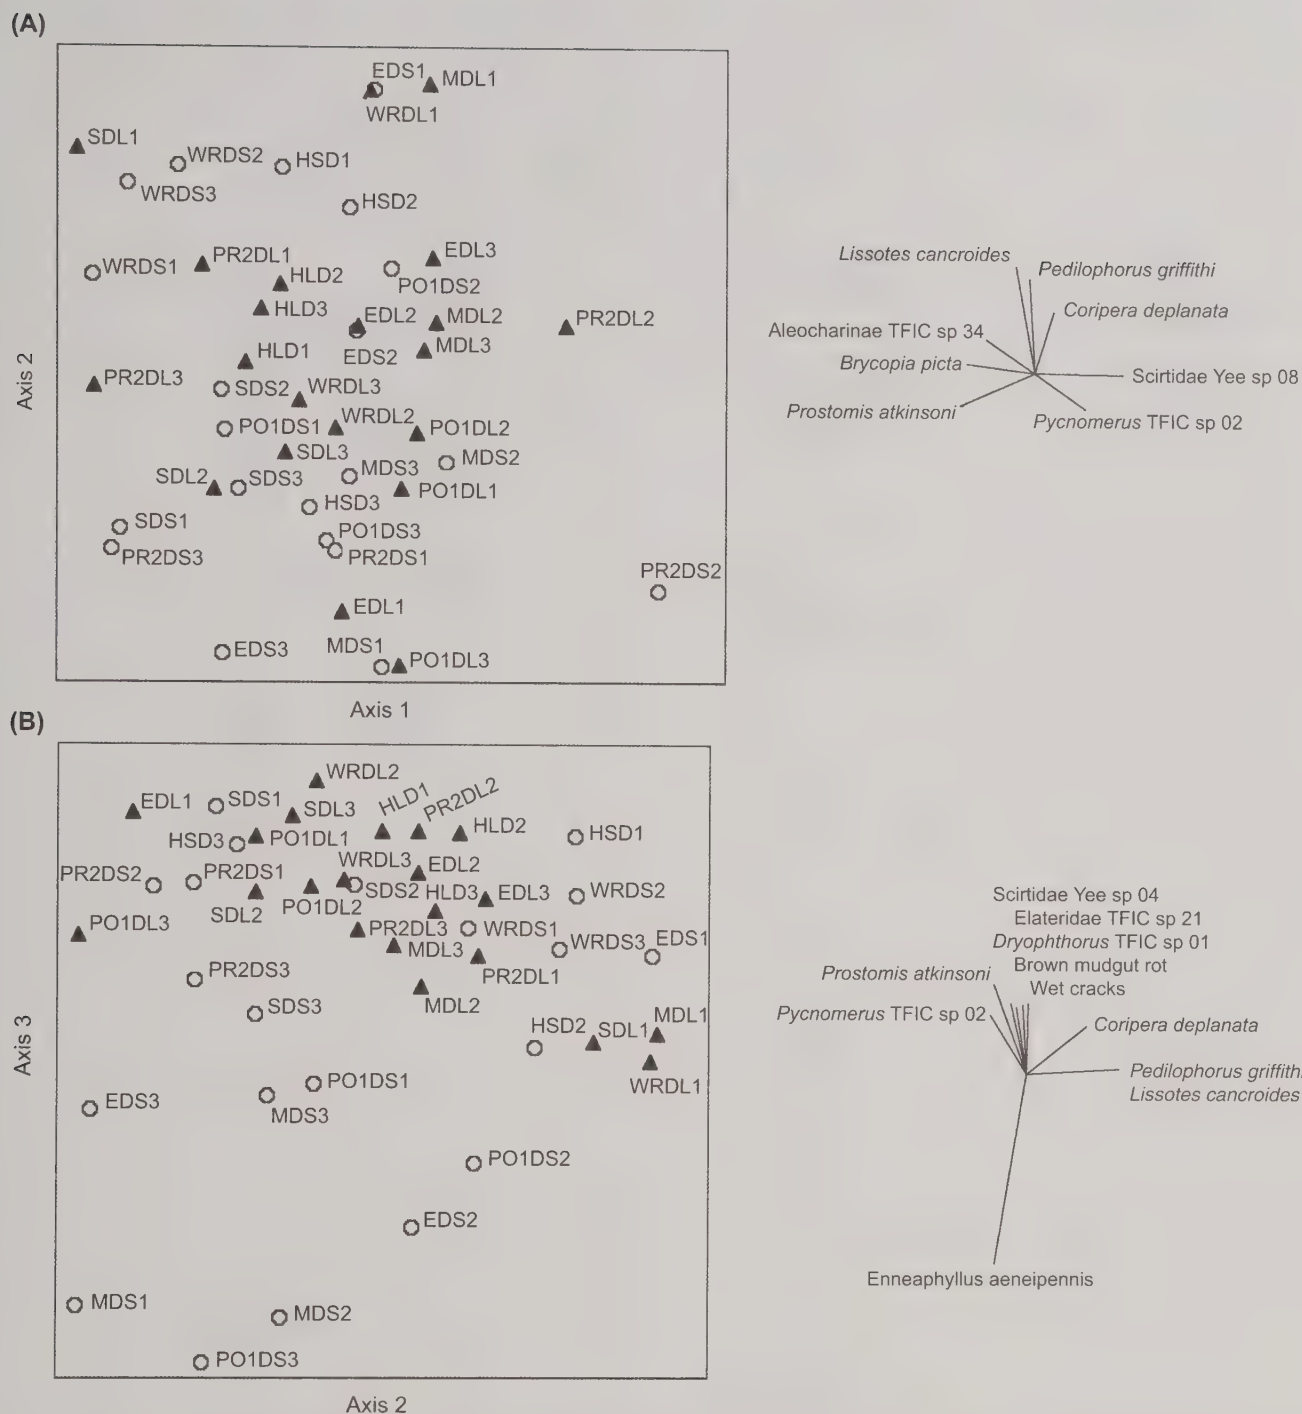 (A)
EDS1
MDL1
WRDL1
SDL1
WRDS2
HSD1
WRDS3
HSD2
PR2DL1
EDL3
WRDS1
HLD2
PO1DS2
HLD3
EDL2
MDL2
PR2DL2
EDS2
MDL3
HLD1
PR2DL3
SDS2
WRDL3
PO1DS1
WRDL2
PO1DL2
SDL3
MDS2
MDS3
SDL2
SDS3
PO1DL1
HSD3
SDS1
PO1DS3
PR2DS3
PR2DS1
PR2DS2
EDL1
EDS3
MDS1
PO1DL3
Axis 2
Axis 1
Lissotes cancroides
Pedilophorus griffithi
Coripera deplanata
Aleocharinae TFIC sp 34
Brycopia picta
Scirtidae Yee sp 08
Prostomis atkinsoni
Pycnomerus TFIC sp 02
(B)
WRDL2
EDL1
SDS1
SDL3
HLD1
PR2DL2
HLD2
HSD1
HSD3
PO1DL1
WRDL3
EDL2
PR2DS2
PR2DS1
SDS2
HLD3
EDL3
WRDS2
SDL2
PO1DL2
PO1DL3
PR2DL3
WRDS1
WRDS3
EDS1
MDL3
PR2DL1
PR2DS3
MDL2
SDS3
HSD2
SDL1
MDL1
WRDL1
PO1DS1
EDS3
MDS3
PO1DS2
EDS2
MDS1
MDS2
PO1DS3
Axis 3
Axis 2
Scirtidae Yee sp 04
Elateridae TFIC sp 21
Dryophthorus TFIC sp 01
Brown mudgut rot
Prostomis atkinsoni
Wet cracks
Pycnomerus TFIC sp 02
Coripera deplanata
Pedilophorus griffithi
Lissotes cancroides
Enneaphyllus aeneipennis